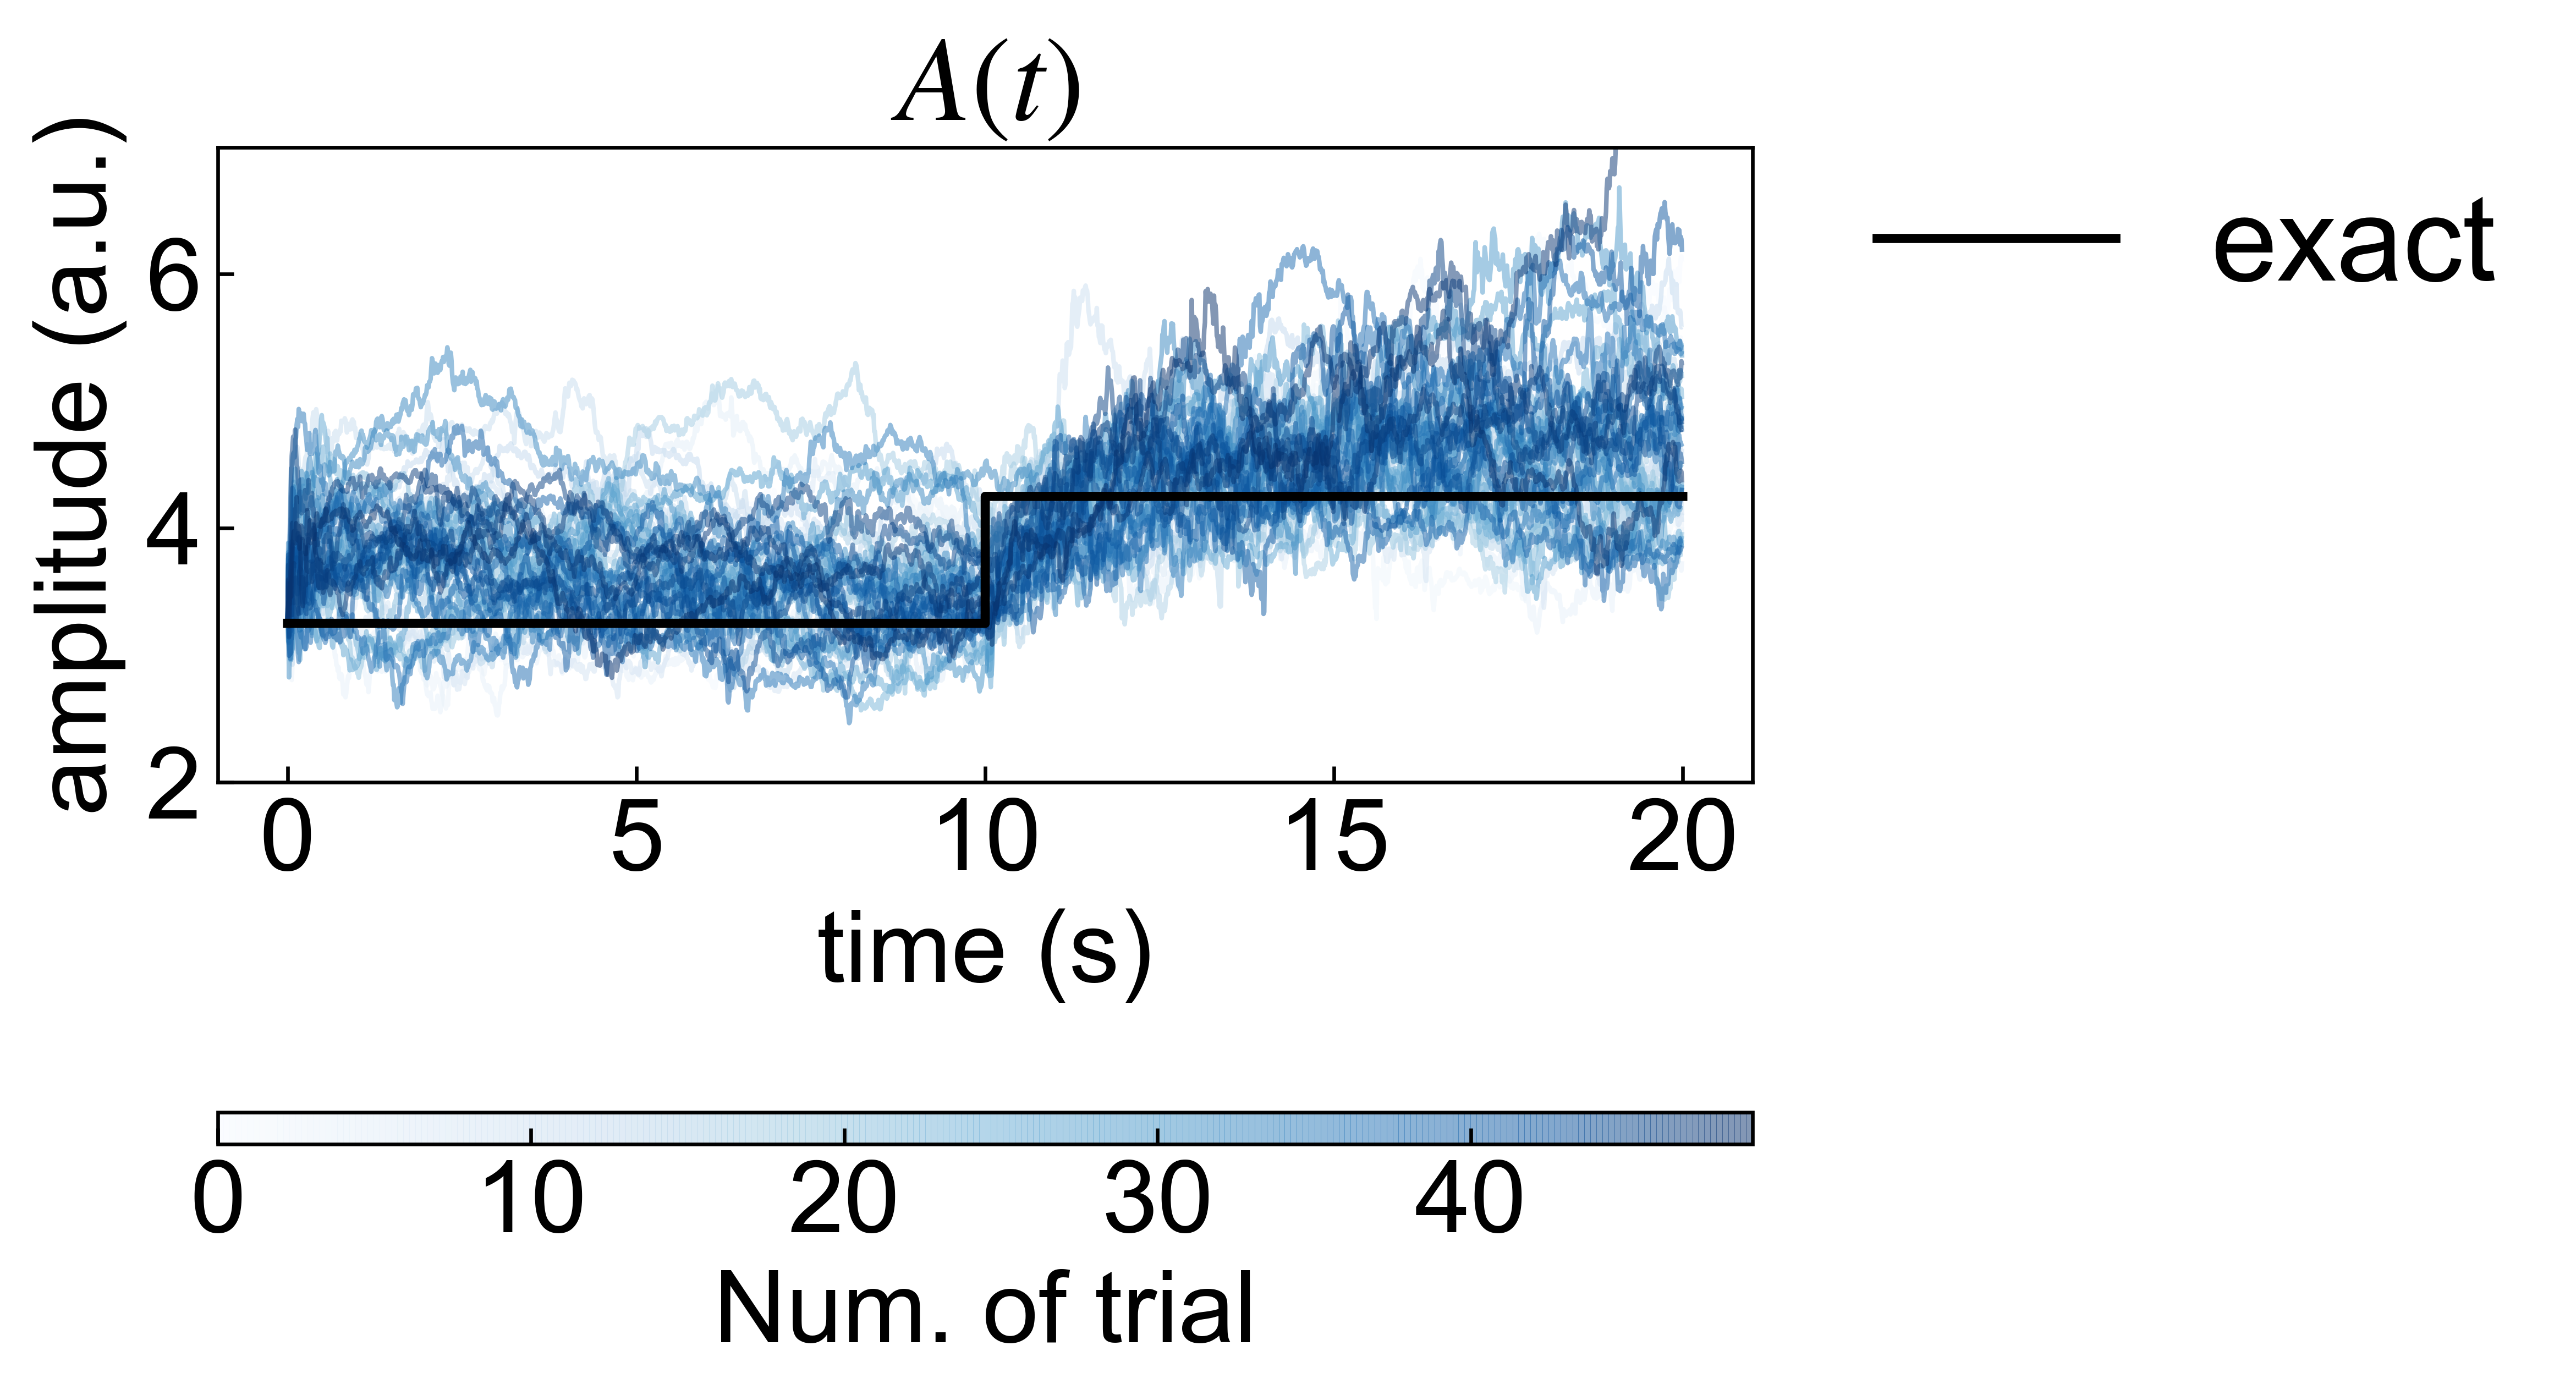 A(t)
exact
amplitude (a.u.)
6
4
2
0 5 10 15 20
time (s)
0 10 20 30 40
Num. of trial